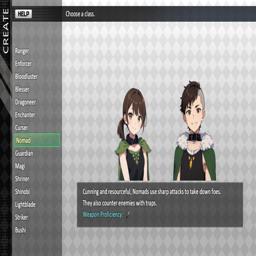 CREATE
HELP
Choose a class.
Ranger
Enforcer
Bloodluster
Blesser
Dragoneer
Enchanter
Curser
Nomad
Guardian
Magi
Shriner
Shinobi
Lightblade
Striker
Bushi
Cunning and resourceful, Nomads use sharp attacks to take down foes.
They also counter enemies with traps.
Weapon Proficiency: